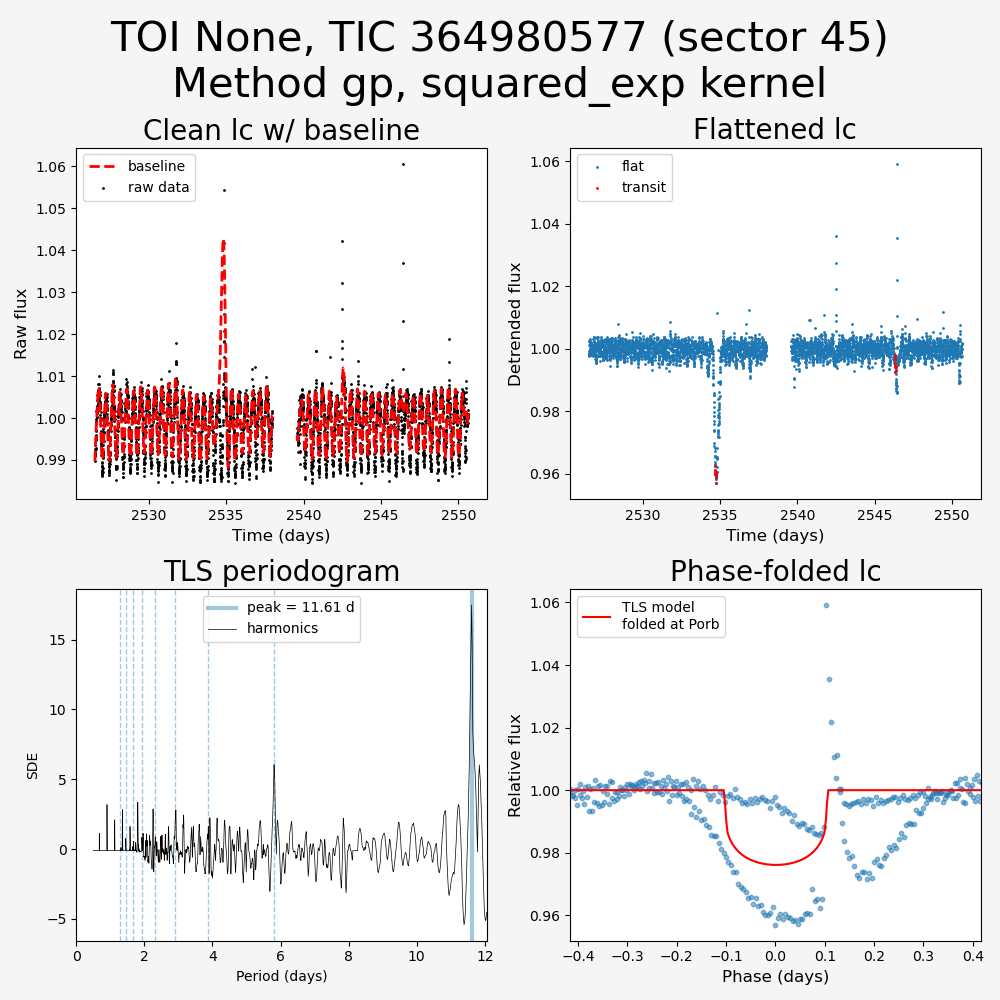 TOI None, TIC 364980577 (sector 45)
Method gp, squared_exp kernel
Clean lc w/ baseline
baseline
raw data
Raw flux
1.06
1.05
1.04
1.03
1.02
1.01
1.00
0.99
2530
2535
2540
2545
2550
Time (days)
Flattened lc
flat
transit
Detrended flux
1.06
1.04
1.02
1.00
0.98
0.96
2530
2535
2540
2545
2550
Time (days)
TLS periodogram
peak = 11.61 d
harmonics
SDE
15
10
5
0
−5
0
2
4
6
8
10
12
Period (days)
Phase-folded lc
TLS model
folded at Porb
Relative flux
1.06
1.04
1.02
1.00
0.98
0.96
−0.4
−0.3
−0.2
−0.1
0.0
0.1
0.2
0.3
0.4
Phase (days)